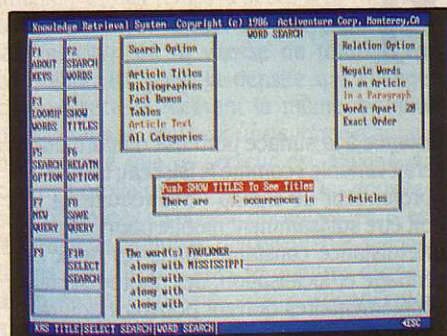 Knowledge Retrieval System Copyright (c) 1986 Activenture Corp, Monterey,CA
WORD SEARCH
F1 ABOUT KEYS
F2 SEARCH WORDS
F3 LOOKUP WORDS
F4 SHOW TITLES
F5 SEARCH OPTION
F6 RELATN OPTION
F7 NEW QUERY
F8 SAVE QUERY
F9
F10 SELECT SEARCH
Search Option
Article Titles
Bibliographies
Fact Boxes
Tables
Article Text
All Categories
Relation Option
Negate Words
In an Article
In a Paragraph
Words Apart 20
Exact Order
Push SHOW TITLES To See Titles
There are 5 occurrences in 3 Articles
The word(s) FAULKNER
along with MISSISSIPPI
along with
along with
along with
KRS TITLE SELECT SEARCH WORD SEARCH
<ESC